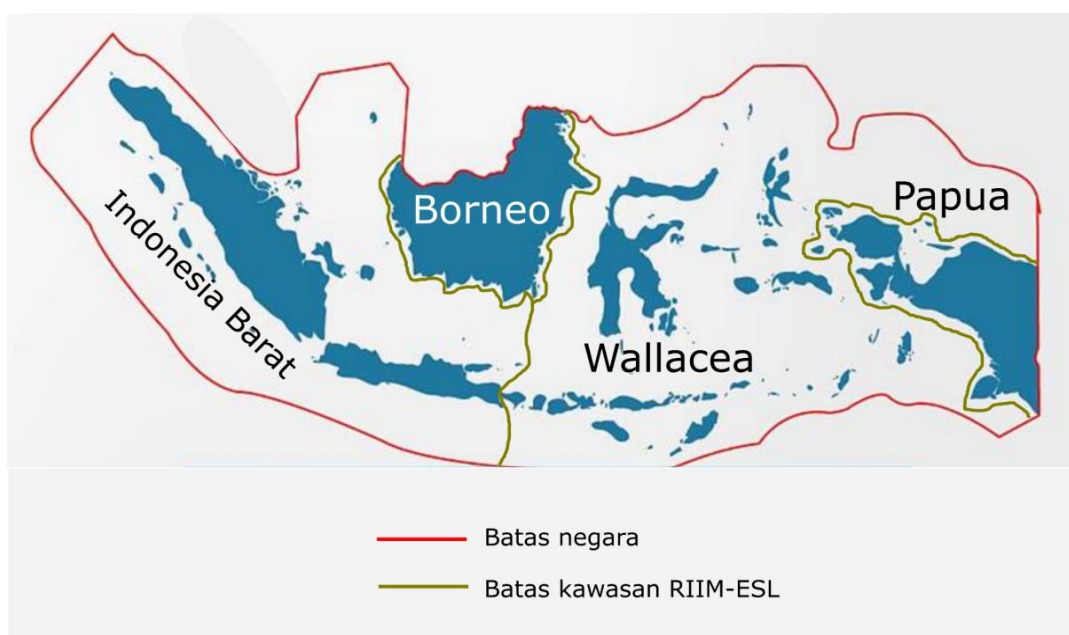 Papua
Borneo
Indonesia Barat
Wallacea
Batas negara
Batas kawasan RIIM-ESL